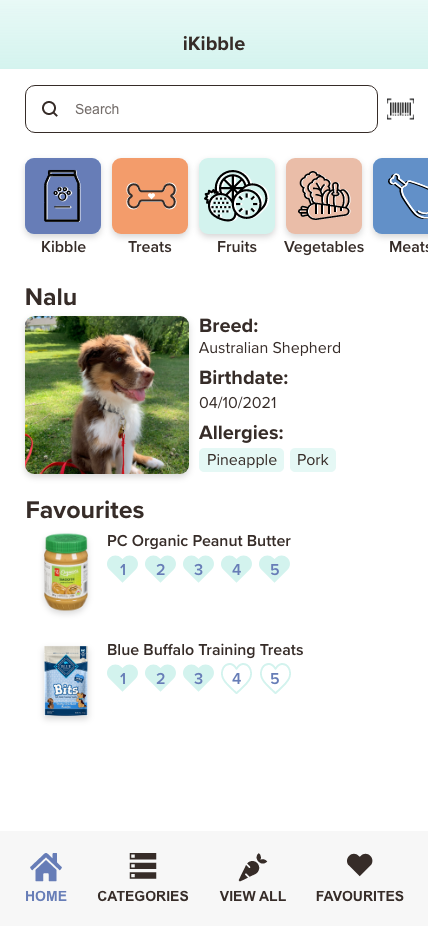 iKibble
Search
Kibble Treats Fruits Vegetables Meats
Nalu
Breed:
Australian Shepherd
Birthdate:
04/10/2021
Allergies:
Pineapple Pork
Favourites
PC Organic Peanut Butter
1 2 3 4 5
Blue Buffalo Training Treats
BLUE
Bits
1 2 3 4 5
HOME CATEGORIES VIEW ALL FAVOURITES